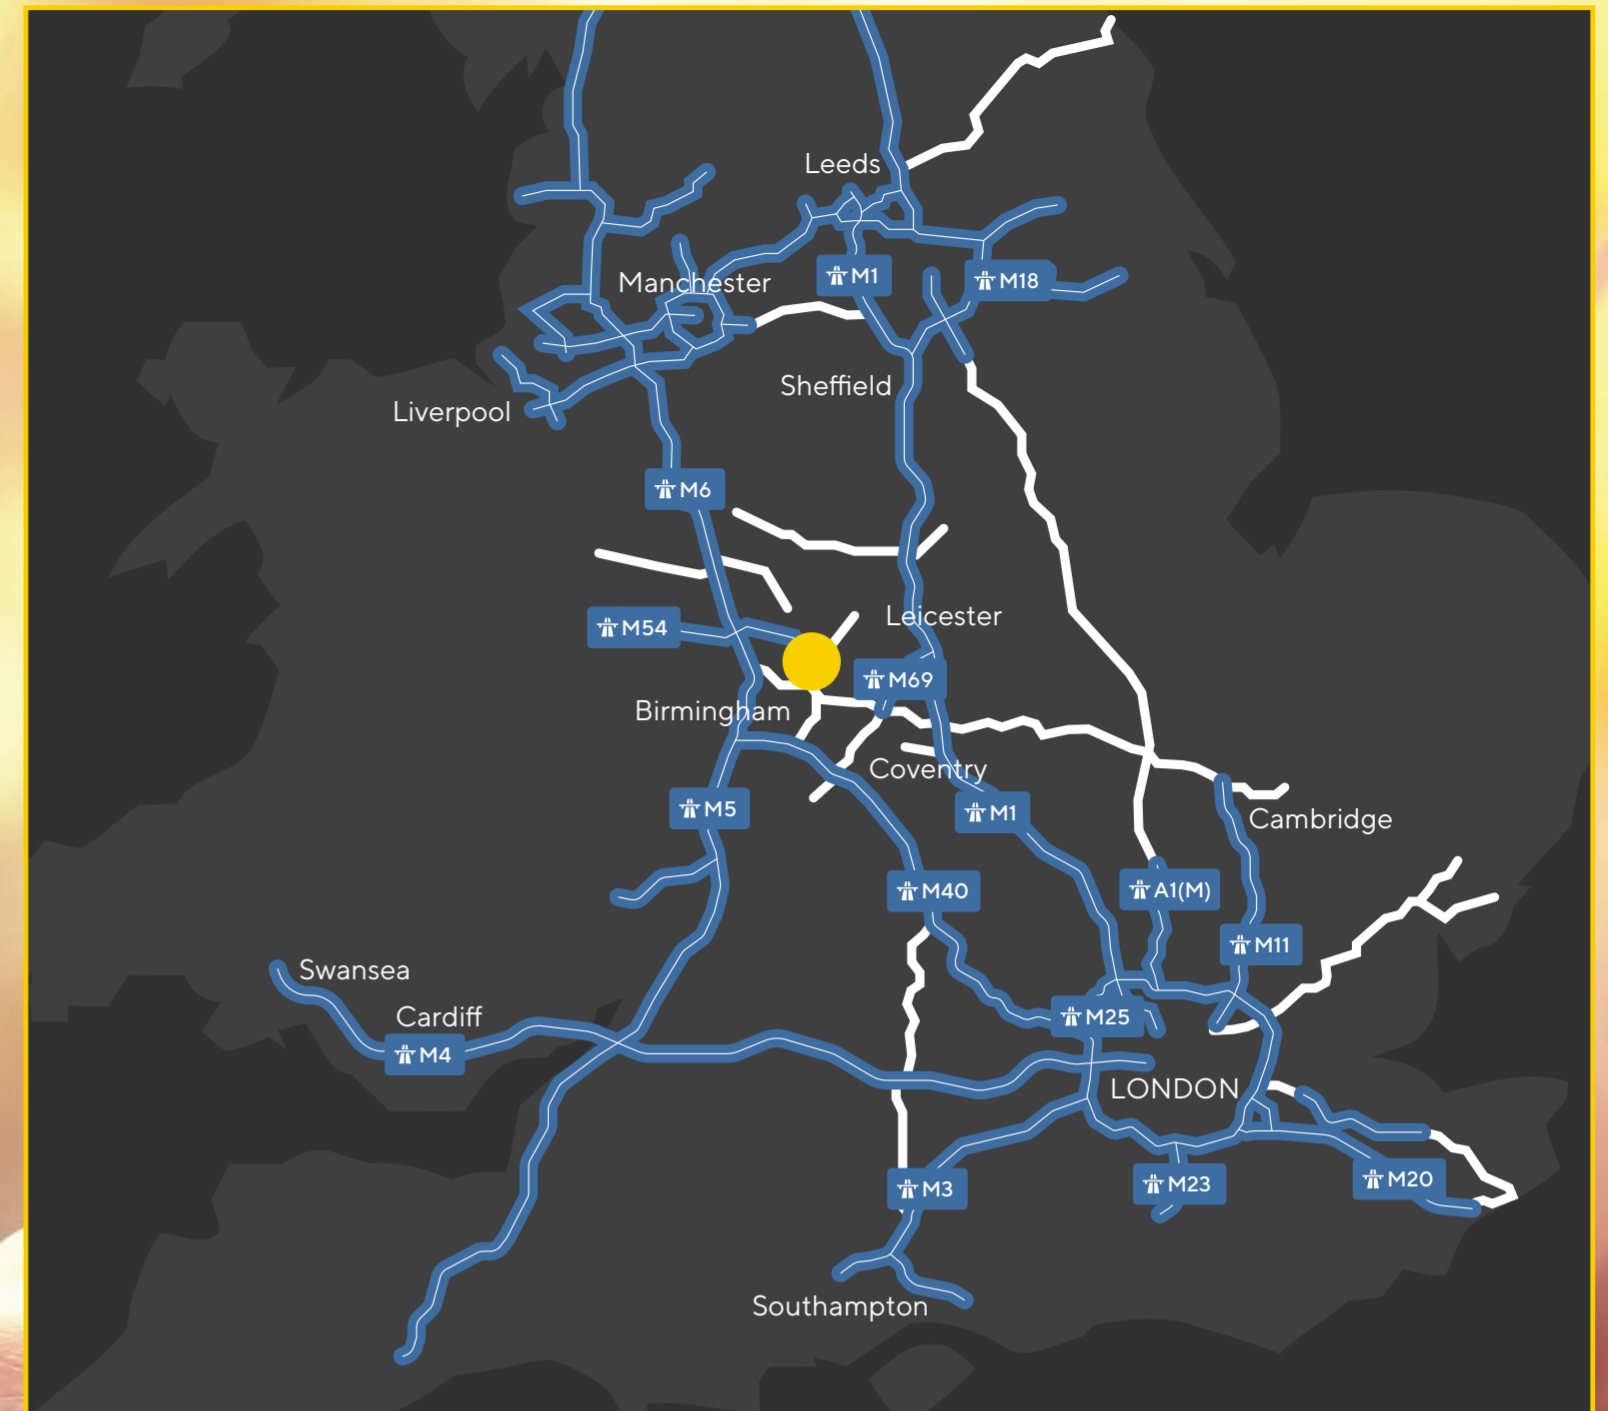 Leeds
Manchester
M1
M18
Sheffield
Liverpool
M6
Leicester
M54
M69
Birmingham
Coventry
M5
M1
Cambridge
M40
A1(M)
M11
Swansea
Cardiff
M25
M4
LONDON
M20
M3
M23
Southampton